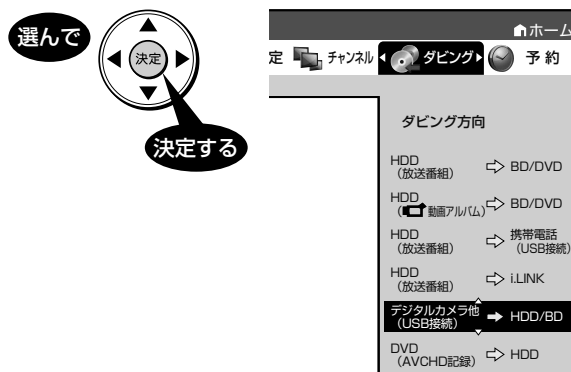 選んで
決定
決定する
ホーム
定 チャンネル ダビング 予約
ダビング方向
HDD
（放送番組） BD/DVD
HDD
（動画アルバム） BD/DVD
HDD
（放送番組） 携帯電話
（USB接続）
HDD
（放送番組） i.LINK
デジタルカメラ他
（USB接続） HDD/BD
DVD
（AVCHD記録） HDD